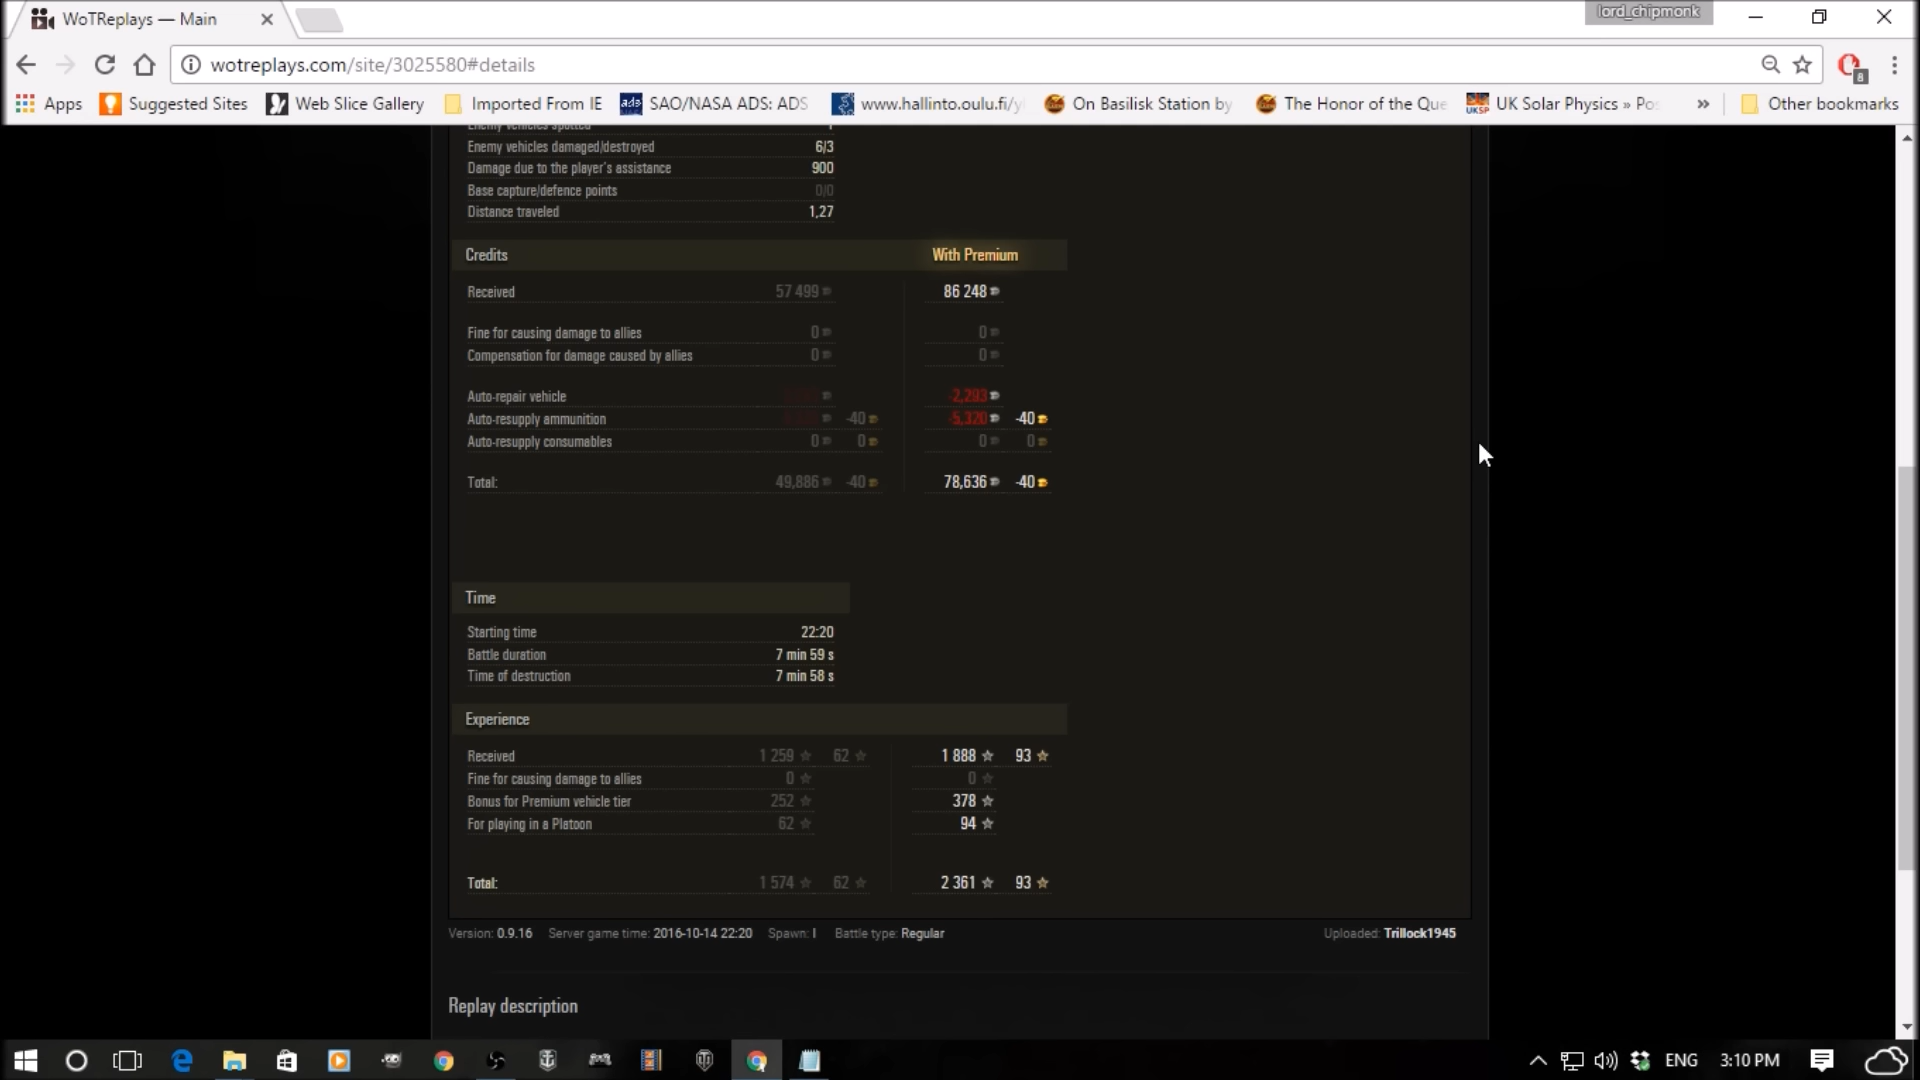 WoTReplays — Main
lord_chipmonk
wotreplays.com/site/3025580#details
8
Apps Suggested Sites Web Slice Gallery Imported From IE SAO/NASA ADS: ADS www.hallinto.oulu.fi/y On Basilisk Station by The Honor of the Que UK Solar Physics » Po » Other bookmarks
Enemy vehicles spotted 1
Enemy vehicles damaged/destroyed 6/3
Damage due to the player's assistance 900
Base capture/defence points 0/0
Distance traveled 1,27
Credits With Premium
Received 57 499 86 248
Fine for causing damage to allies 0 0
Compensation for damage caused by allies 0 0
Auto-repair vehicle -2,293
Auto-resupply ammunition -40 -5,320 -40
Auto-resupply consumables 0 0 0 0
Total: 49,886 -40 78,636 -40
Time
Starting time 22:20
Battle duration 7 min 59 s
Time of destruction 7 min 58 s
Experience
Received 1 259 62 1 888 93
Fine for causing damage to allies 0 0
Bonus for Premium vehicle tier 252 378
For playing in a Platoon 62 94
Total: 1 574 62 2 361 93
Version: 0.9.16 Server game time: 2016-10-14 22:20 Spawn: I Battle type: Regular Uploaded: Trillock1945
Replay description
ENG 3:10 PM